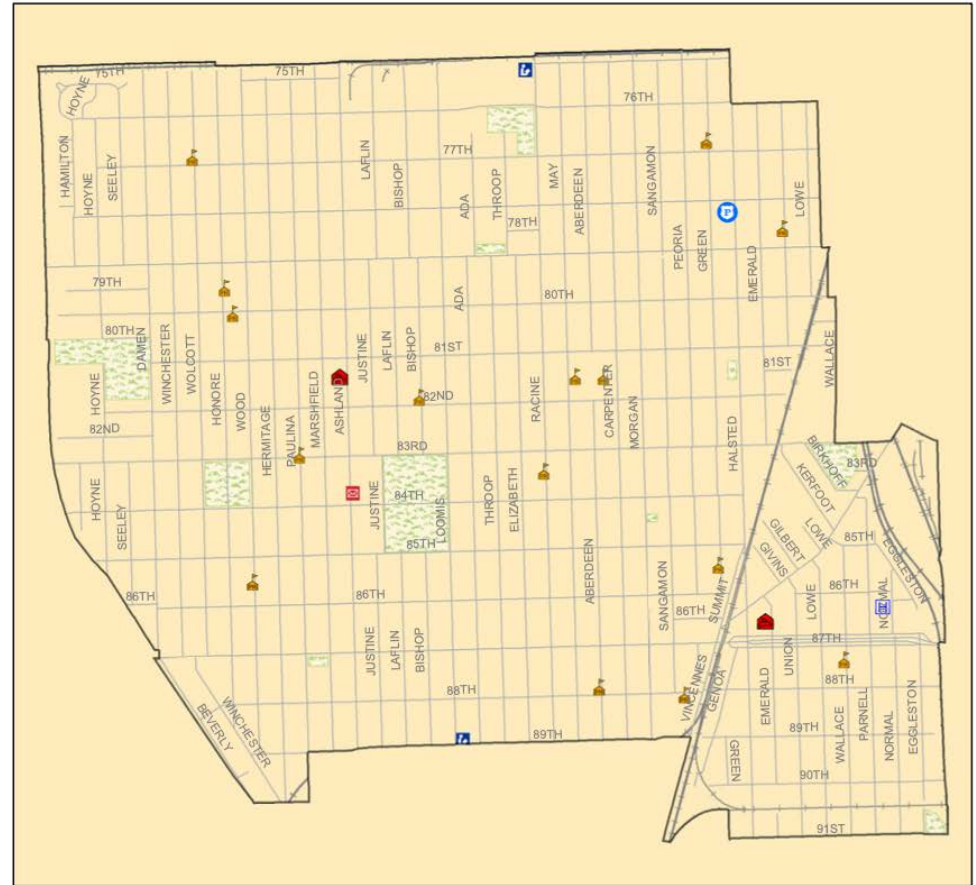 75TH
75TH
HOYNE
76TH
HAMILTON
HOYNE
SEELEY
LAFLIN
BISHOP
77TH
ADA
THROOP
MAY
ABERDEEN
SANGAMON
LOWE
78TH
P
PEORIA
GREEN
EMERALD
79TH
80TH
ADA
80TH
DAMEN
WINCHESTER
WOLCOTT
JUSTINE
LAFLIN
BISHOP
81ST
81ST
WALLACE
HOYNE
HONORE
WOOD
HERMITAGE
PAULINA
MARSHFIELD
ASHLAND
82ND
RACINE
CARPENTER
MORGAN
HALSTED
82ND
83RD
BIRKHOFF
83RD
KERFOOT
HOYNE
SEELEY
JUSTINE
84TH
LOOMIS
THROOP
ELIZABETH
GILBERT
GIVINS
LOWE
85TH
85TH
EGGLESTON
86TH
86TH
ABERDEEN
SANGAMON
86TH
SUMMIT
LOWE
86TH
NORMAL
JUSTINE
LAFLIN
BISHOP
UNION
87TH
88TH
VINCENNES
GENOA
EMERALD
88TH
BEVERLY
WINCHESTER
89TH
GREEN
89TH
WALLACE
PARNELL
NORMAL
EGGLESTON
90TH
91ST